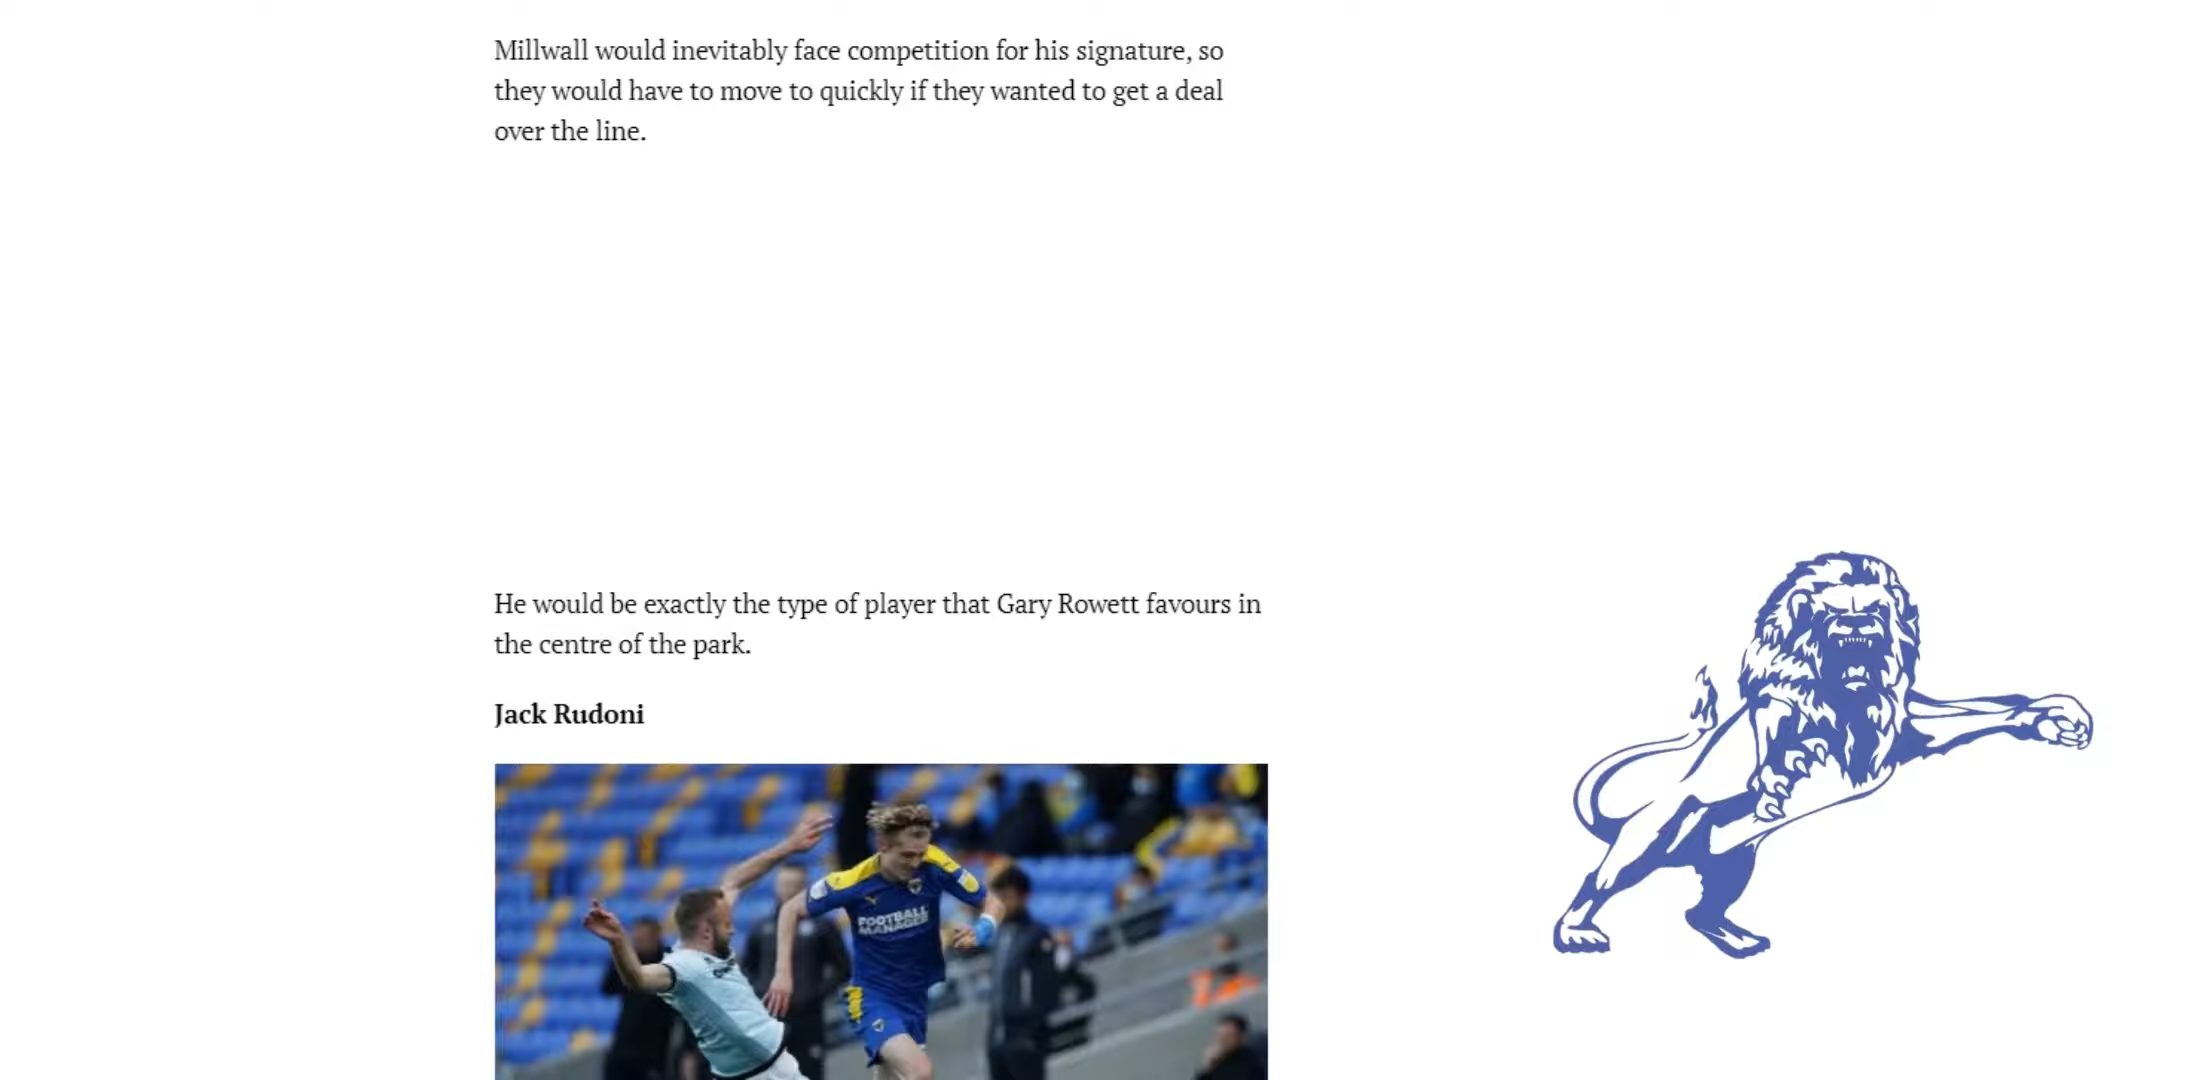 Millwall would inevitably face competition for his signature, so
they would have to move to quickly if they wanted to get a deal
over the line.
He would be exactly the type of player that Gary Rowett favours in
the centre of the park.
Jack Rudoni
FOOTBALL
MANAGER